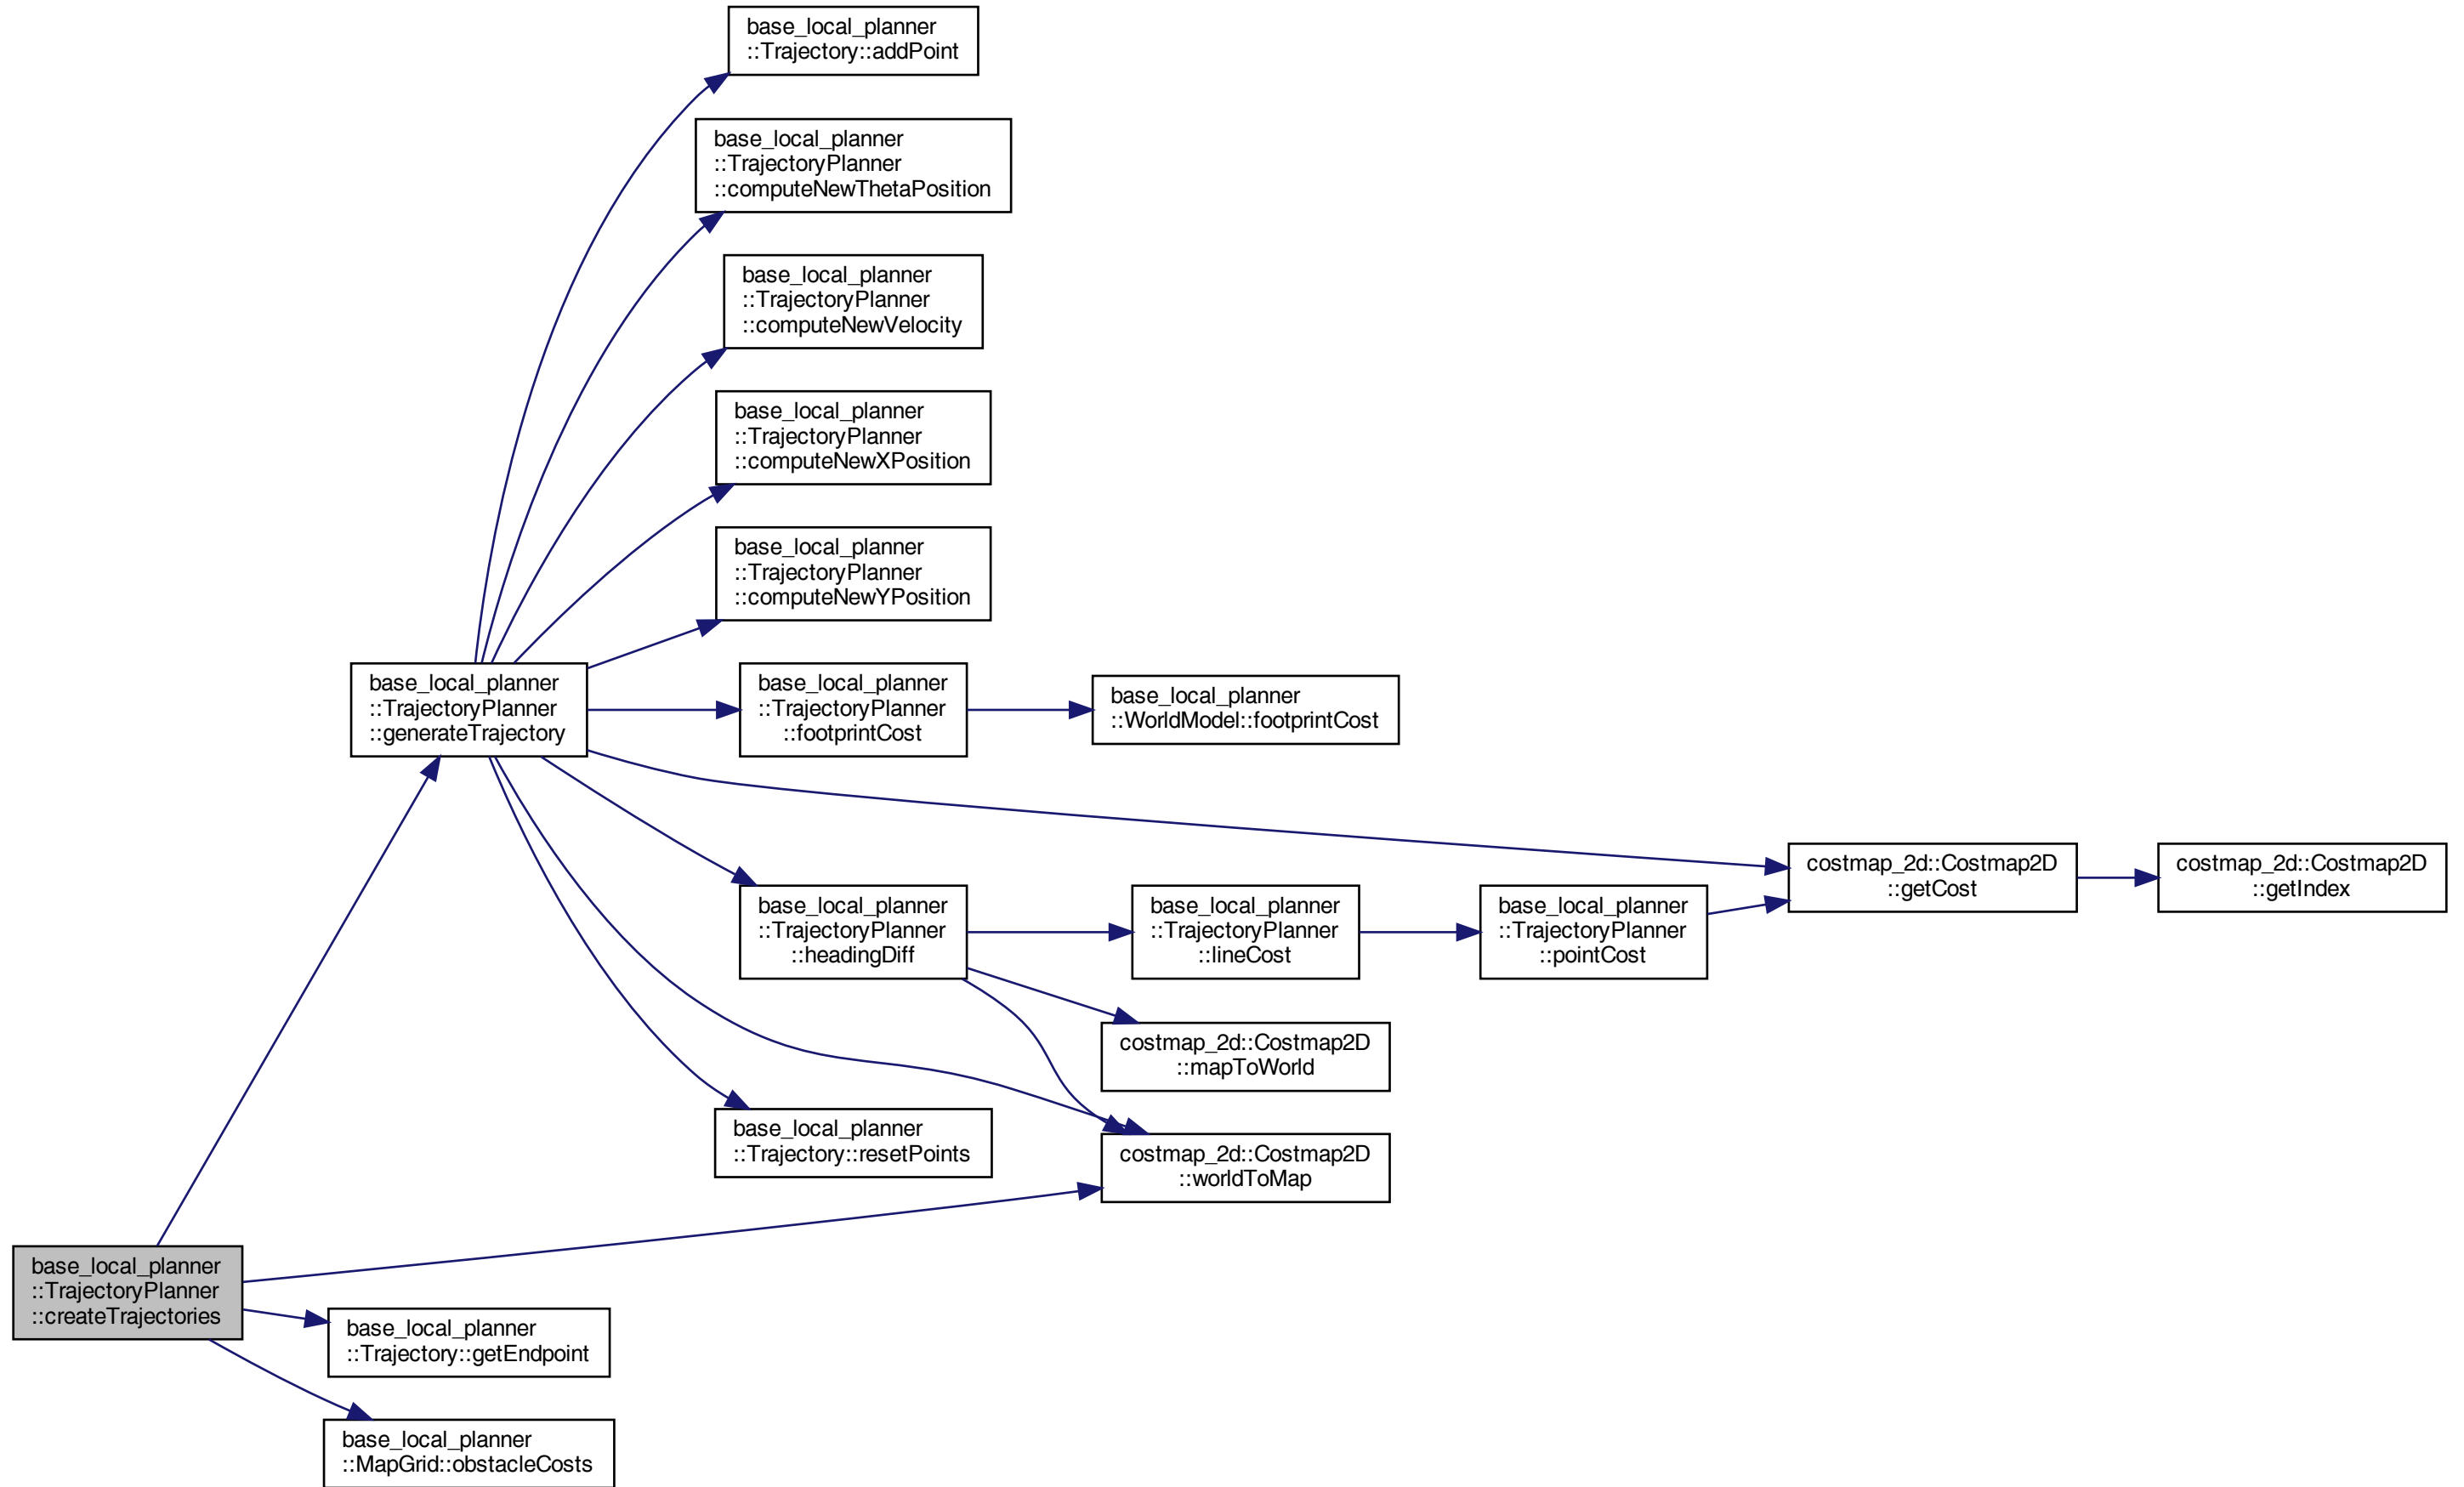 base_local_planner
::Trajectory::addPoint
base_local_planner
::TrajectoryPlanner
::computeNewThetaPosition
base_local_planner
::TrajectoryPlanner
::computeNewVelocity
base_local_planner
::TrajectoryPlanner
::computeNewXPosition
base_local_planner
::TrajectoryPlanner
::computeNewYPosition
base_local_planner
::TrajectoryPlanner
::generateTrajectory
base_local_planner
::TrajectoryPlanner
::footprintCost
base_local_planner
::WorldModel::footprintCost
costmap_2d::Costmap2D
::getCost
costmap_2d::Costmap2D
::getIndex
base_local_planner
::TrajectoryPlanner
::headingDiff
base_local_planner
::TrajectoryPlanner
::lineCost
base_local_planner
::TrajectoryPlanner
::pointCost
costmap_2d::Costmap2D
::mapToWorld
base_local_planner
::Trajectory::resetPoints
costmap_2d::Costmap2D
::worldToMap
base_local_planner
::TrajectoryPlanner
::createTrajectories
base_local_planner
::Trajectory::getEndpoint
base_local_planner
::MapGrid::obstacleCosts